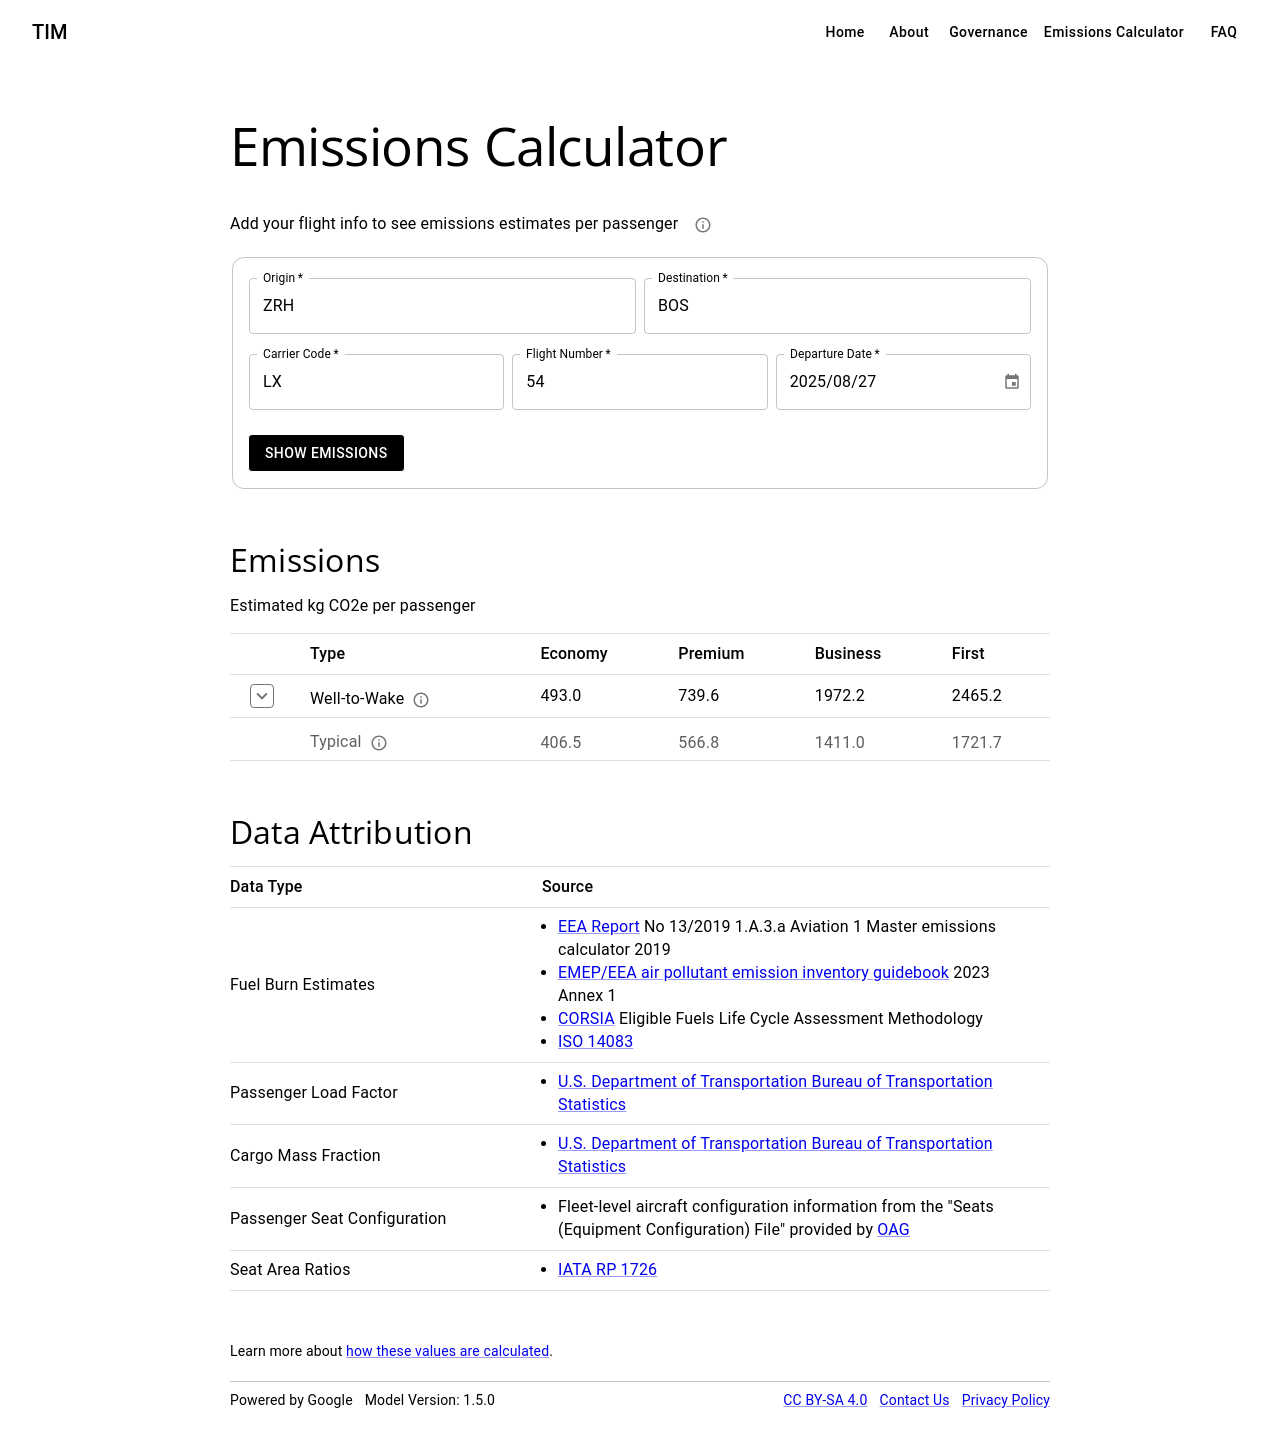 TIM
Home About Governance Emissions Calculator FAQ
Emissions Calculator
Add your flight info to see emissions estimates per passenger
Origin * Destination *
ZRH BOS
Carrier Code * Flight Number * Departure Date *
LX 54 2025/08/27
SHOW EMISSIONS
Emissions
Estimated kg CO2e per passenger
Type Economy Premium Business First
Well-to-Wake 493.0 739.6 1972.2 2465.2
Typical 406.5 566.8 1411.0 1721.7
Data Attribution
Data Type Source
Fuel Burn Estimates
• EEA Report No 13/2019 1.A.3.a Aviation 1 Master emissions
calculator 2019
• EMEP/EEA air pollutant emission inventory guidebook 2023
Annex 1
• CORSIA Eligible Fuels Life Cycle Assessment Methodology
• ISO 14083
Passenger Load Factor
• U.S. Department of Transportation Bureau of Transportation
Statistics
Cargo Mass Fraction
• U.S. Department of Transportation Bureau of Transportation
Statistics
Passenger Seat Configuration
• Fleet-level aircraft configuration information from the "Seats
(Equipment Configuration) File" provided by OAG
Seat Area Ratios
• IATA RP 1726
Learn more about how these values are calculated.
Powered by Google Model Version: 1.5.0 CC BY-SA 4.0 Contact Us Privacy Policy